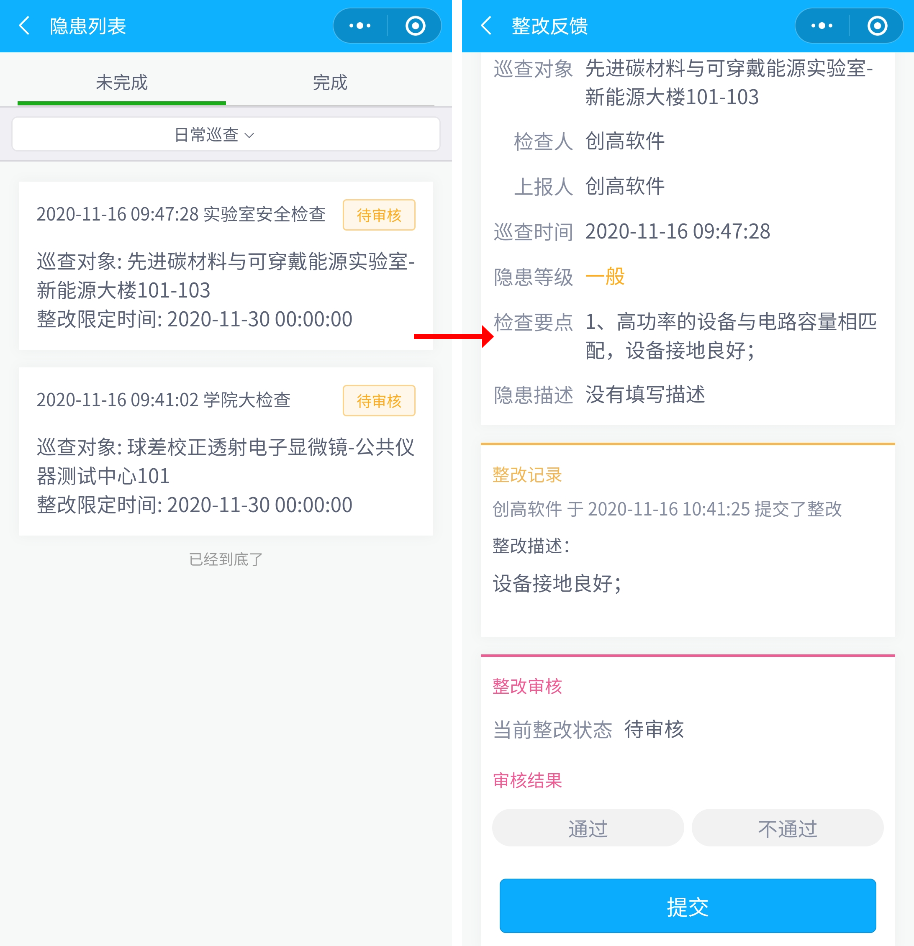 隐患列表
未完成
完成
日常巡查
2020-11-16 09:47:28 实验室安全检查
待审核
巡查对象: 先进碳材料与可穿戴能源实验室-
新能源大楼101-103
整改限定时间: 2020-11-30 00:00:00
2020-11-16 09:41:02 学院大检查
待审核
巡查对象: 球差校正透射电子显微镜-公共仪
器测试中心101
整改限定时间: 2020-11-30 00:00:00
已经到底了
整改反馈
巡查对象 先进碳材料与可穿戴能源实验室-
新能源大楼101-103
检查人 创高软件
上报人 创高软件
巡查时间 2020-11-16 09:47:28
隐患等级 一般
检查要点 1、高功率的设备与电路容量相匹
配，设备接地良好；
隐患描述 没有填写描述
整改记录
创高软件 于 2020-11-16 10:41:25 提交了整改
整改描述：
设备接地良好；
整改审核
当前整改状态 待审核
审核结果
通过
不通过
提交